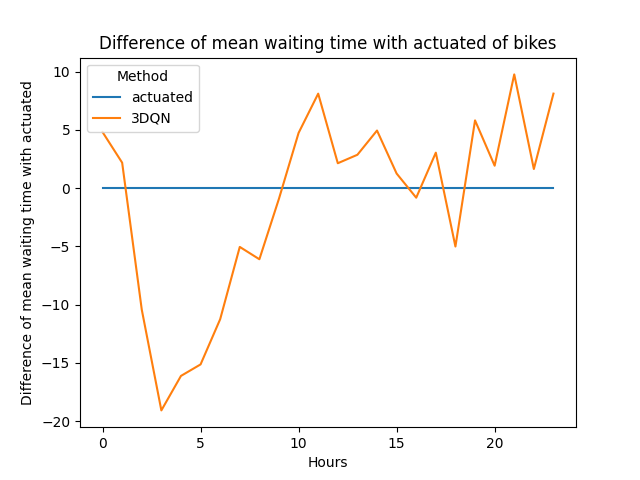 Difference of mean waiting time with actuated of bikes
Method
actuated
3DQN
Difference of mean waiting time with actuated
10
5
0
−5
−10
−15
−20
0 5 10 15 20
Hours